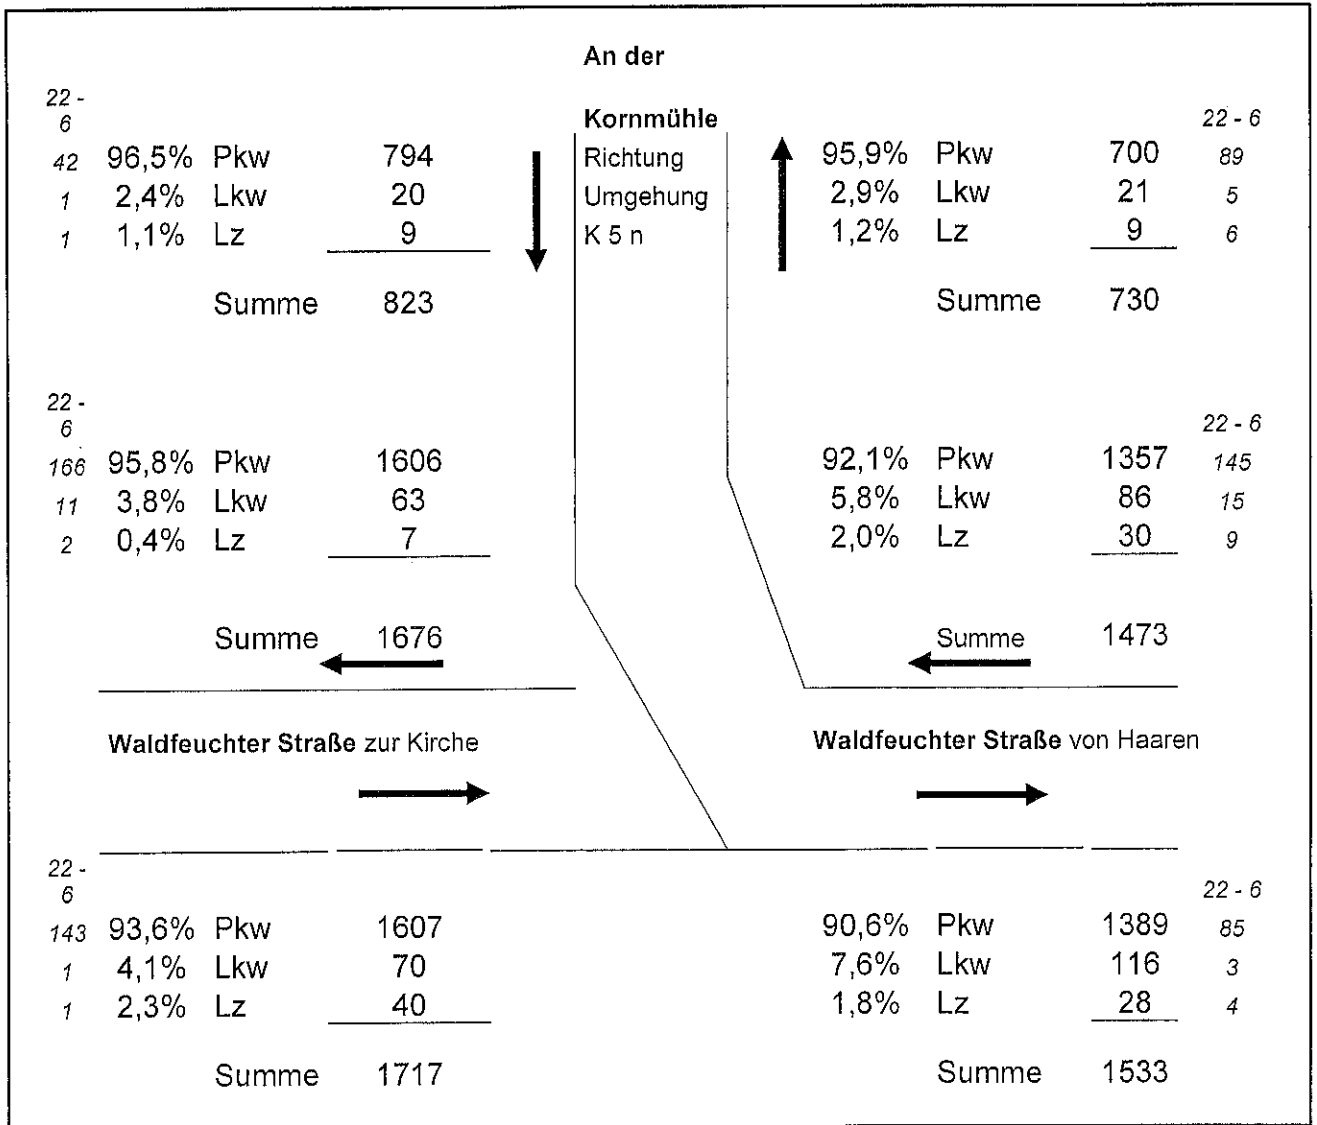 An der
22 -
6
Kornmühle
22 - 6
42 96,5% Pkw 794
Richtung
95,9% Pkw 700 89
1 2,4% Lkw 20
Umgehung
2,9% Lkw 21 5
1 1,1% Lz 9
K 5 n
1,2% Lz 9 6
Summe 823
Summe 730
22 -
6
22 - 6
166 95,8% Pkw 1606
92,1% Pkw 1357 145
11 3,8% Lkw 63
5,8% Lkw 86 15
2 0,4% Lz 7
2,0% Lz 30 9
Summe 1676
Summe 1473
Waldfeuchter Straße zur Kirche
Waldfeuchter Straße von Haaren
22 -
6
22 - 6
143 93,6% Pkw 1607
90,6% Pkw 1389 85
1 4,1% Lkw 70
7,6% Lkw 116 3
1 2,3% Lz 40
1,8% Lz 28 4
Summe 1717
Summe 1533